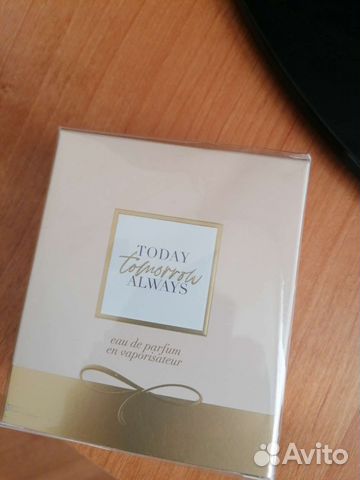 TODAY
tomorrow
ALWAYS
eau de parfum
en vaporisateur
Avito